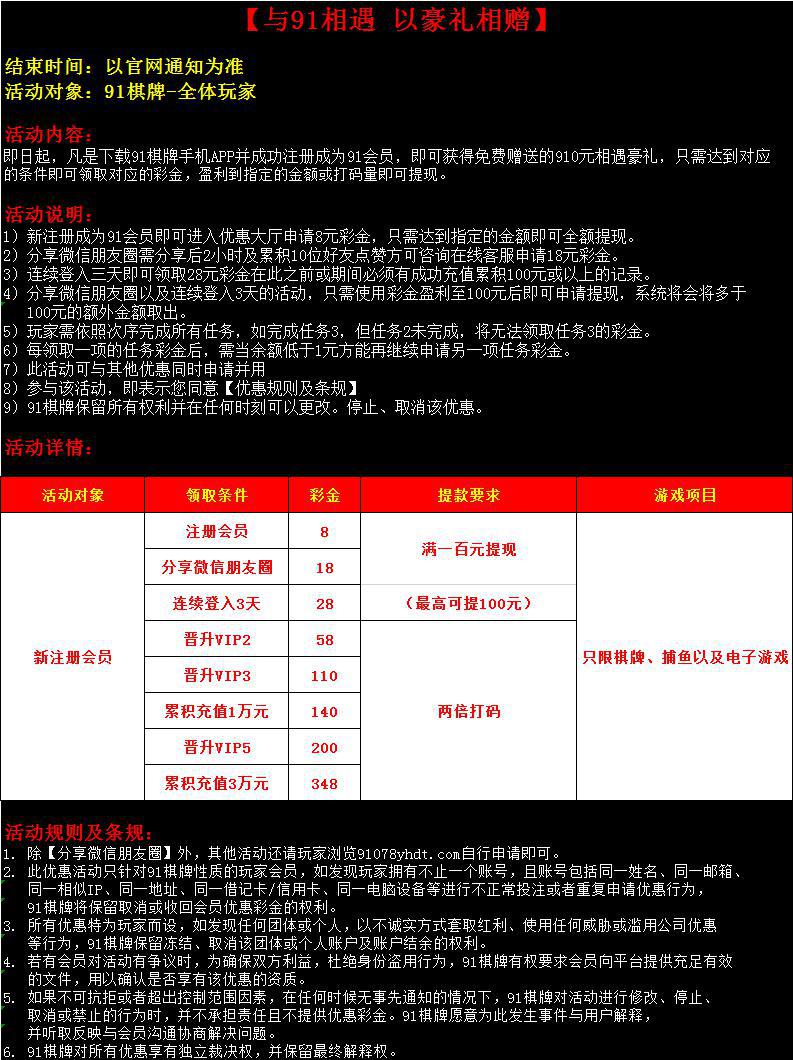 【与91相遇 以豪礼相赠】
结束时间：以官网通知为准
活动对象：91棋牌-全体玩家
活动内容：
即日起，凡是下载91棋牌手机APP并成功注册成为91会员，即可获得免费赠送的910元相遇豪礼，只需达到对应
的条件即可领取对应的彩金，盈利到指定的金额或打码量即可提现。
活动说明：
1）新注册成为91会员即可进入优惠大厅申请8元彩金，只需达到指定的金额即可全额提现。
2）分享微信朋友圈需分享后2小时及累积10位好友点赞方可咨询在线客服申请18元彩金。
3）连续登入三天即可领取28元彩金在此之前或期间必须有成功充值累积100元或以上的记录。
4）分享微信朋友圈以及连续登入3天的活动，只需使用彩金盈利至100元后即可申请提现，系统将会将多于
100元的额外金额取出。
5）玩家需依照次序完成所有任务，如完成任务3，但任务2未完成，将无法领取任务3的彩金。
6）每领取一项的任务彩金后，需当余额低于1元方能再继续申请另一项任务彩金。
7）此活动可与其他优惠同时申请并用
8）参与该活动，即表示您同意【优惠规则及条规】
9）91棋牌保留所有权利并在任何时刻可以更改。停止、取消该优惠。
活动详情：
活动对象 领取条件 彩金 提款要求 游戏项目
新注册会员
注册会员 8
满一百元提现
分享微信朋友圈 18
连续登入3天 28 （最高可提100元）
晋升VIP2 58
晋升VIP3 110
累积充值1万元 140
两倍打码
晋升VIP5 200
累积充值3万元 348
只限棋牌、捕鱼以及电子游戏
活动规则及条规：
1. 除【分享微信朋友圈】外，其他活动还请玩家浏览91078yhdt.com自行申请即可。
2. 此优惠活动只针对91棋牌性质的玩家会员，如发现玩家拥有不止一个账号，且账号包括同一姓名、同一邮箱、
同一相似IP、同一地址、同一借记卡/信用卡、同一电脑设备等进行不正常投注或者重复申请优惠行为，
91棋牌将保留取消或收回会员优惠彩金的权利。
3. 所有优惠特为玩家而设，如发现任何团体或个人，以不诚实方式套取红利、使用任何威胁或滥用公司优惠
等行为，91棋牌保留冻结、取消该团体或个人账户及账户结余的权利。
4. 若有会员对活动有争议时，为确保双方利益，杜绝身份盗用行为，91棋牌有权要求会员向平台提供充足有效
的文件，用以确认是否享有该优惠的资质。
5. 如果不可抗拒或者超出控制范围因素，在任何时候无事先通知的情况下，91棋牌对活动进行修改、停止、
取消或禁止的行为时，并不承担责任且不提供优惠彩金。91棋牌愿意为此发生事件与用户解释，
并听取反映与会员沟通协商解决问题。
6. 91棋牌对所有优惠享有独立裁决权，并保留最终解释权。